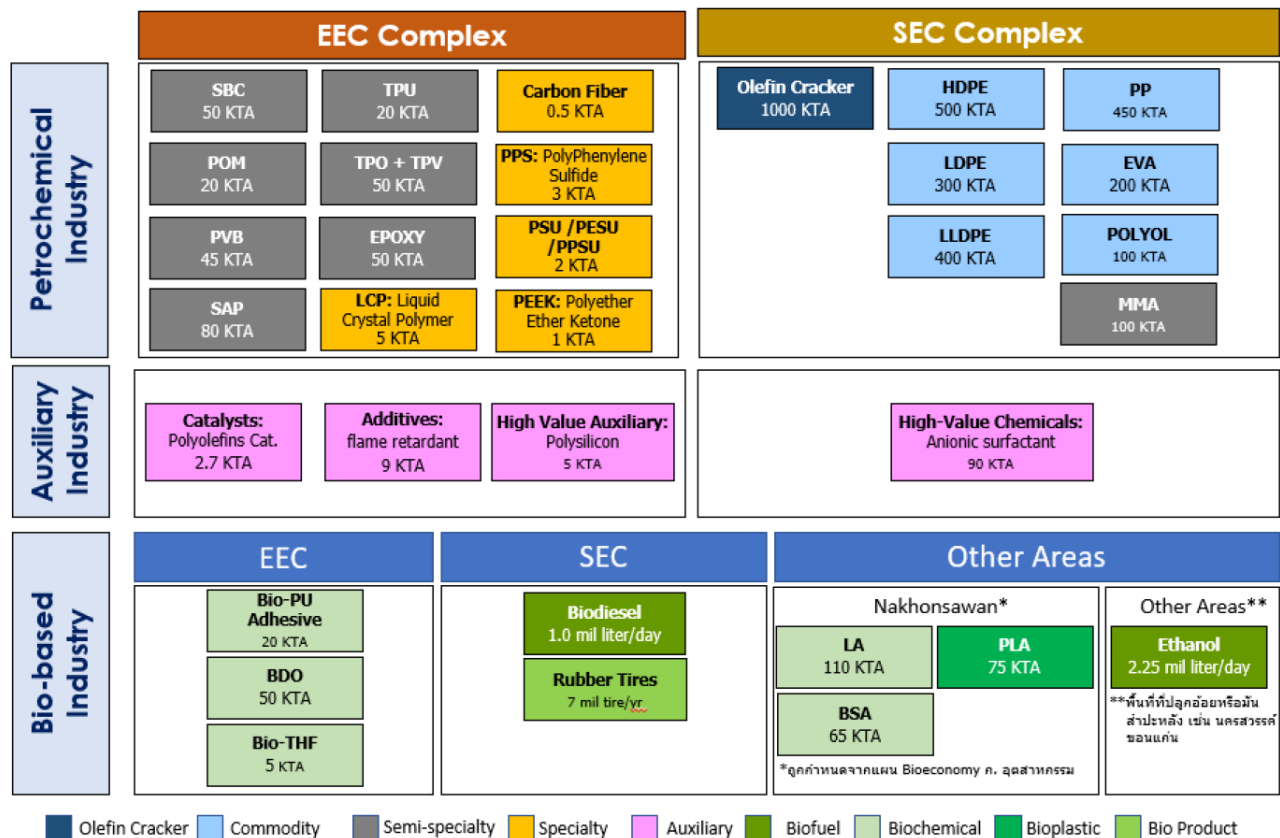 EEC Complex
SEC Complex
Petrochemical
Industry
SBC
50 KTA
TPU
20 KTA
Carbon Fiber
0.5 KTA
POM
20 KTA
TPO + TPV
50 KTA
PPS: PolyPhenylene
Sulfide
3 KTA
PVB
45 KTA
EPOXY
50 KTA
PSU /PESU
/PPSU
2 KTA
SAP
80 KTA
LCP: Liquid
Crystal Polymer
5 KTA
PEEK: Polyether
Ether Ketone
1 KTA
Olefin Cracker
1000 KTA
HDPE
500 KTA
PP
450 KTA
LDPE
300 KTA
EVA
200 KTA
LLDPE
400 KTA
POLYOL
100 KTA
MMA
100 KTA
Auxiliary
Industry
Catalysts:
Polyolefins Cat.
2.7 KTA
Additives:
flame retardant
9 KTA
High Value Auxiliary:
Polysilicon
5 KTA
High-Value Chemicals:
Anionic surfactant
90 KTA
Bio-based
Industry
EEC
SEC
Other Areas
Bio-PU
Adhesive
20 KTA
BDO
50 KTA
Bio-THF
5 KTA
Biodiesel
1.0 mil liter/day
Rubber Tires
7 mil tire/yr
Nakhonsawan*
LA
110 KTA
PLA
75 KTA
BSA
65 KTA
*ถูกกำหนดจากแผน Bioeconomy ก. อุตสาหกรรม
Other Areas**
Ethanol
2.25 mil liter/day
**พื้นที่ที่ปลูกอ้อยหรือมัน
สำปะหลัง เช่น นครสวรรค์
ขอนแก่น
Olefin Cracker
Commodity
Semi-specialty
Specialty
Auxiliary
Biofuel
Biochemical
Bioplastic
Bio Product